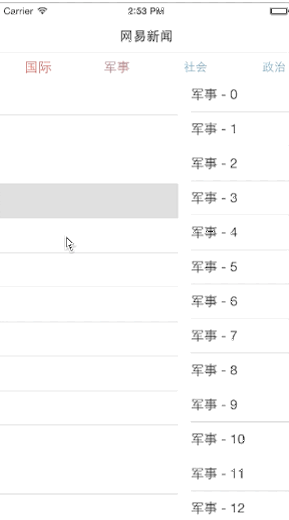 Carrier 2:53 PM
网易新闻
国际 军事 社会 政治
军事 - 0
军事 - 1
军事 - 2
军事 - 3
军事 - 4
军事 - 5
军事 - 6
军事 - 7
军事 - 8
军事 - 9
军事 - 10
军事 - 11
军事 - 12